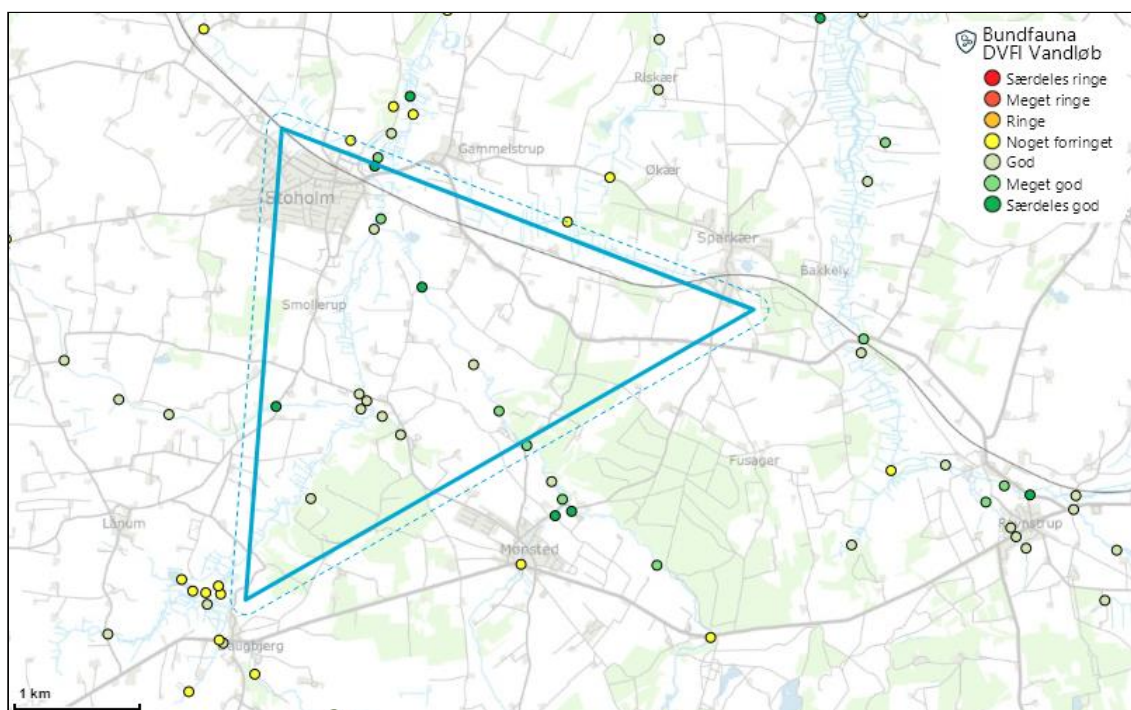 Bundfauna
DVFI Vandløb
Særdeles ringe
Meget ringe
Ringe
Noget forringet
God
Meget god
Særdeles god
Riskær
Gammelstrup
Økær
Stoholm
Sparkær
Bakkely
Smollerup
Fusager
Lånum
Mønsted
Daugbjerg
1 km